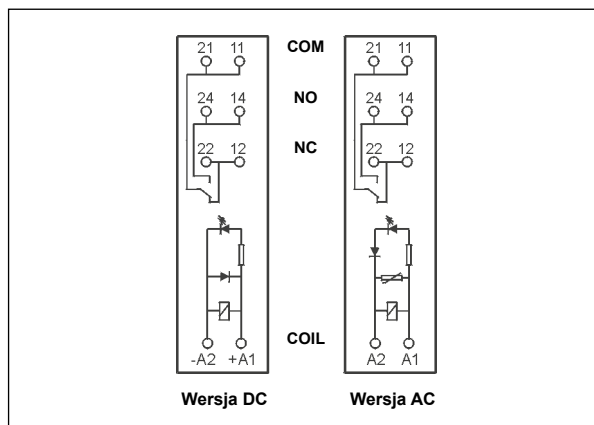 21 11 COM 21 11
24 14 NO 24 14
22 12 NC 22 12
COIL
-A2 +A1 A2 A1
Wersja DC Wersja AC